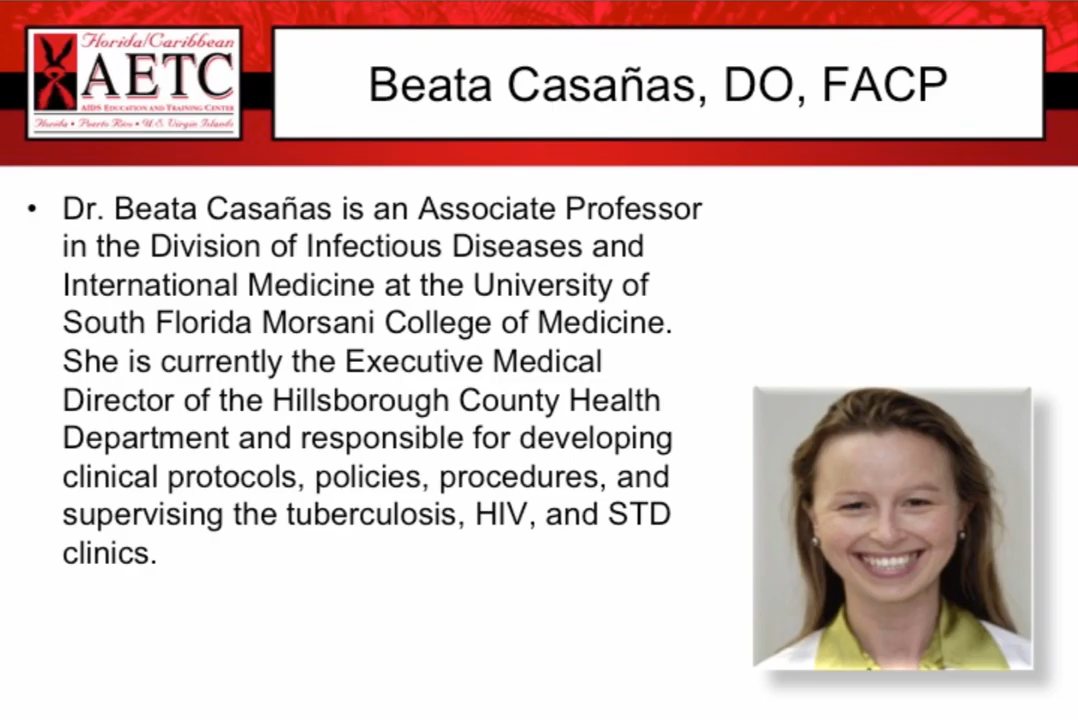 Florida/Caribbean
AETC
AIDS EDUCATION AND TRAINING CENTER
Florida • Puerto Rico • U.S. Virgin Islands
Beata Casañas, DO, FACP
• Dr. Beata Casañas is an Associate Professor
in the Division of Infectious Diseases and
International Medicine at the University of
South Florida Morsani College of Medicine.
She is currently the Executive Medical
Director of the Hillsborough County Health
Department and responsible for developing
clinical protocols, policies, procedures, and
supervising the tuberculosis, HIV, and STD
clinics.